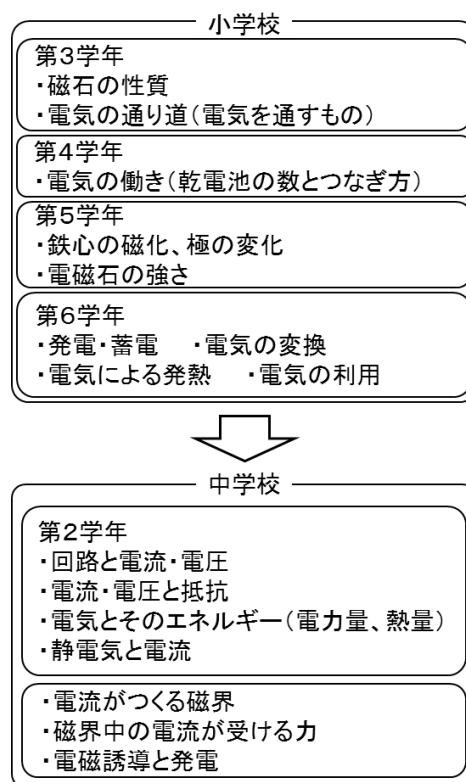 小学校
第3学年
・磁石の性質
・電気の通り道(電気を通すもの)
第4学年
・電気の働き(乾電池の数とつなぎ方)
第5学年
・鉄心の磁化、極の変化
・電磁石の強さ
第6学年
・発電・蓄電　・電気の変換
・電気による発熱　・電気の利用
中学校
第2学年
・回路と電流・電圧
・電流・電圧と抵抗
・電気とそのエネルギー(電力量、熱量)
・静電気と電流
・電流がつくる磁界
・磁界中の電流が受ける力
・電磁誘導と発電